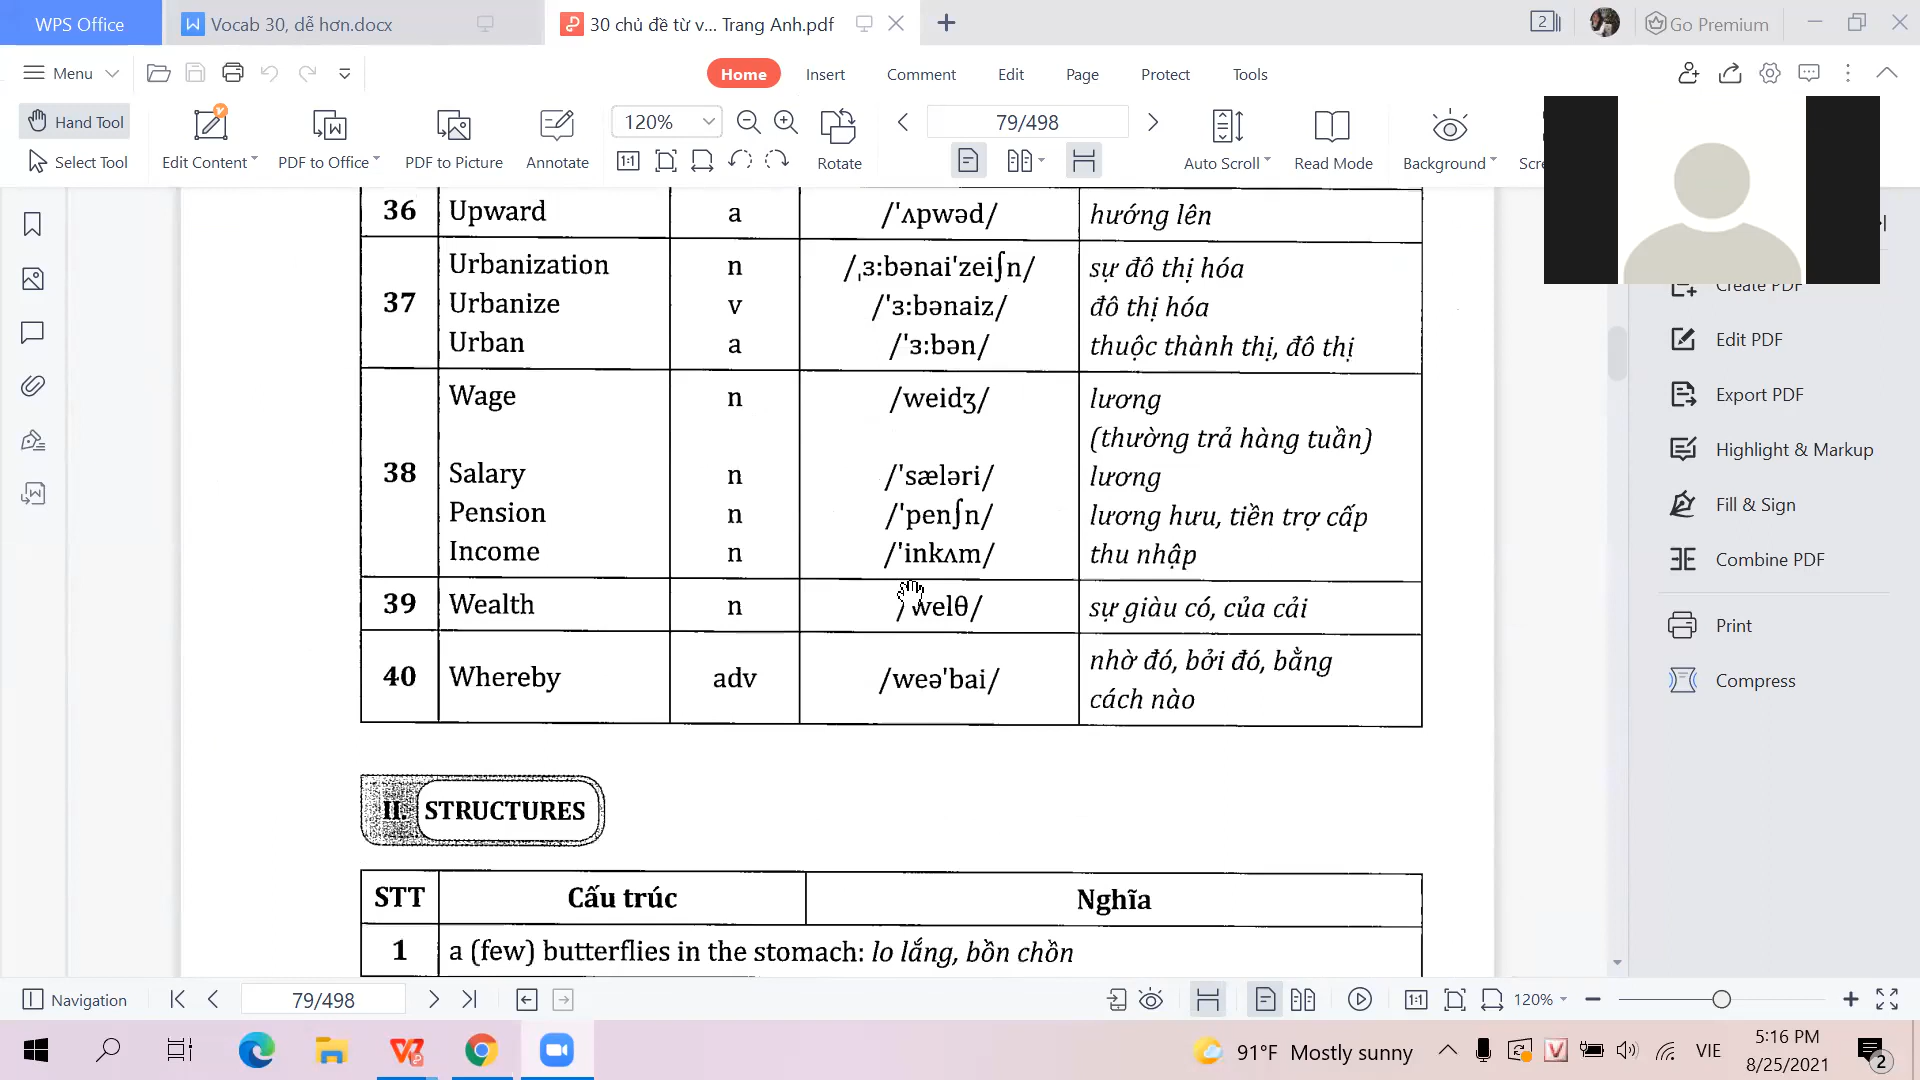 WPS Office
Vocab 30, dễ hơn.docx
30 chủ đề từ v... Trang Anh.pdf
2
Go Premium
Menu
Home
Insert
Comment
Edit
Page
Protect
Tools
Hand Tool
Select Tool
Edit Content
PDF to Office
PDF to Picture
Annotate
120%
79/498
Rotate
Auto Scroll
Read Mode
Background
36 Upward a /'ʌpwəd/ hướng lên
37
Urbanization n /ˌɜ:bənai'zeiʃn/ sự đô thị hóa
Urbanize v /'ɜ:bənaiz/ đô thị hóa
Urban a /'ɜ:bən/ thuộc thành thị, đô thị
38
Wage n /weidʒ/ lương
(thường trả hàng tuần)
Salary n /'sæləri/ lương
Pension n /'penʃn/ lương hưu, tiền trợ cấp
Income n /'inkʌm/ thu nhập
39 Wealth n /welθ/ sự giàu có, của cải
40 Whereby adv /weə'bai/ nhờ đó, bởi đó, bằng
cách nào
II. STRUCTURES
STT Cấu trúc Nghĩa
1 a (few) butterflies in the stomach: lo lắng, bồn chồn
Create PDF
Edit PDF
Export PDF
Highlight & Markup
Fill & Sign
Combine PDF
Print
Compress
Navigation
79/498
120%
91°F Mostly sunny
VIE
5:16 PM
8/25/2021
2